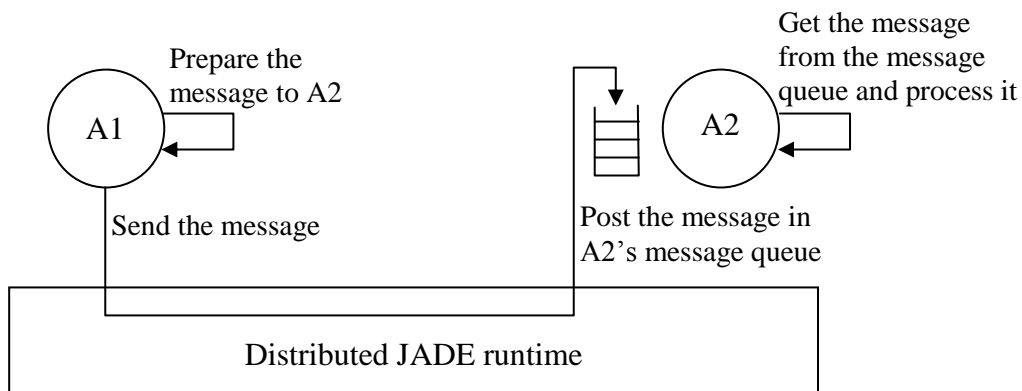 Prepare the
message to A2
A1
Send the message
Get the message
from the message
queue and process it
A2
Post the message in
A2’s message queue
Distributed JADE runtime